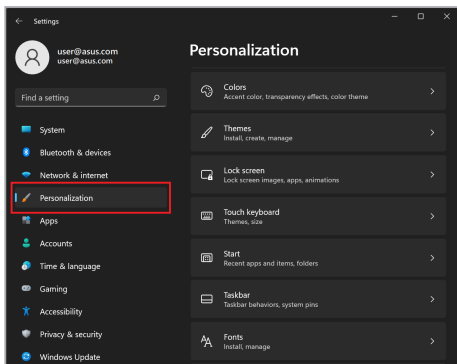 Settings
user@asus.com
user@asus.com
Find a setting
System
Bluetooth & devices
Network & internet
Personalization
Apps
Accounts
Time & language
Gaming
Accessibility
Privacy & security
Windows Update
Personalization
Colors
Accent color, transparency effects, color theme
Themes
Install, create, manage
Lock screen
Lock screen images, apps, animations
Touch keyboard
Themes, size
Start
Recent apps and items, folders
Taskbar
Taskbar behaviors, system pins
Fonts
Install, manage